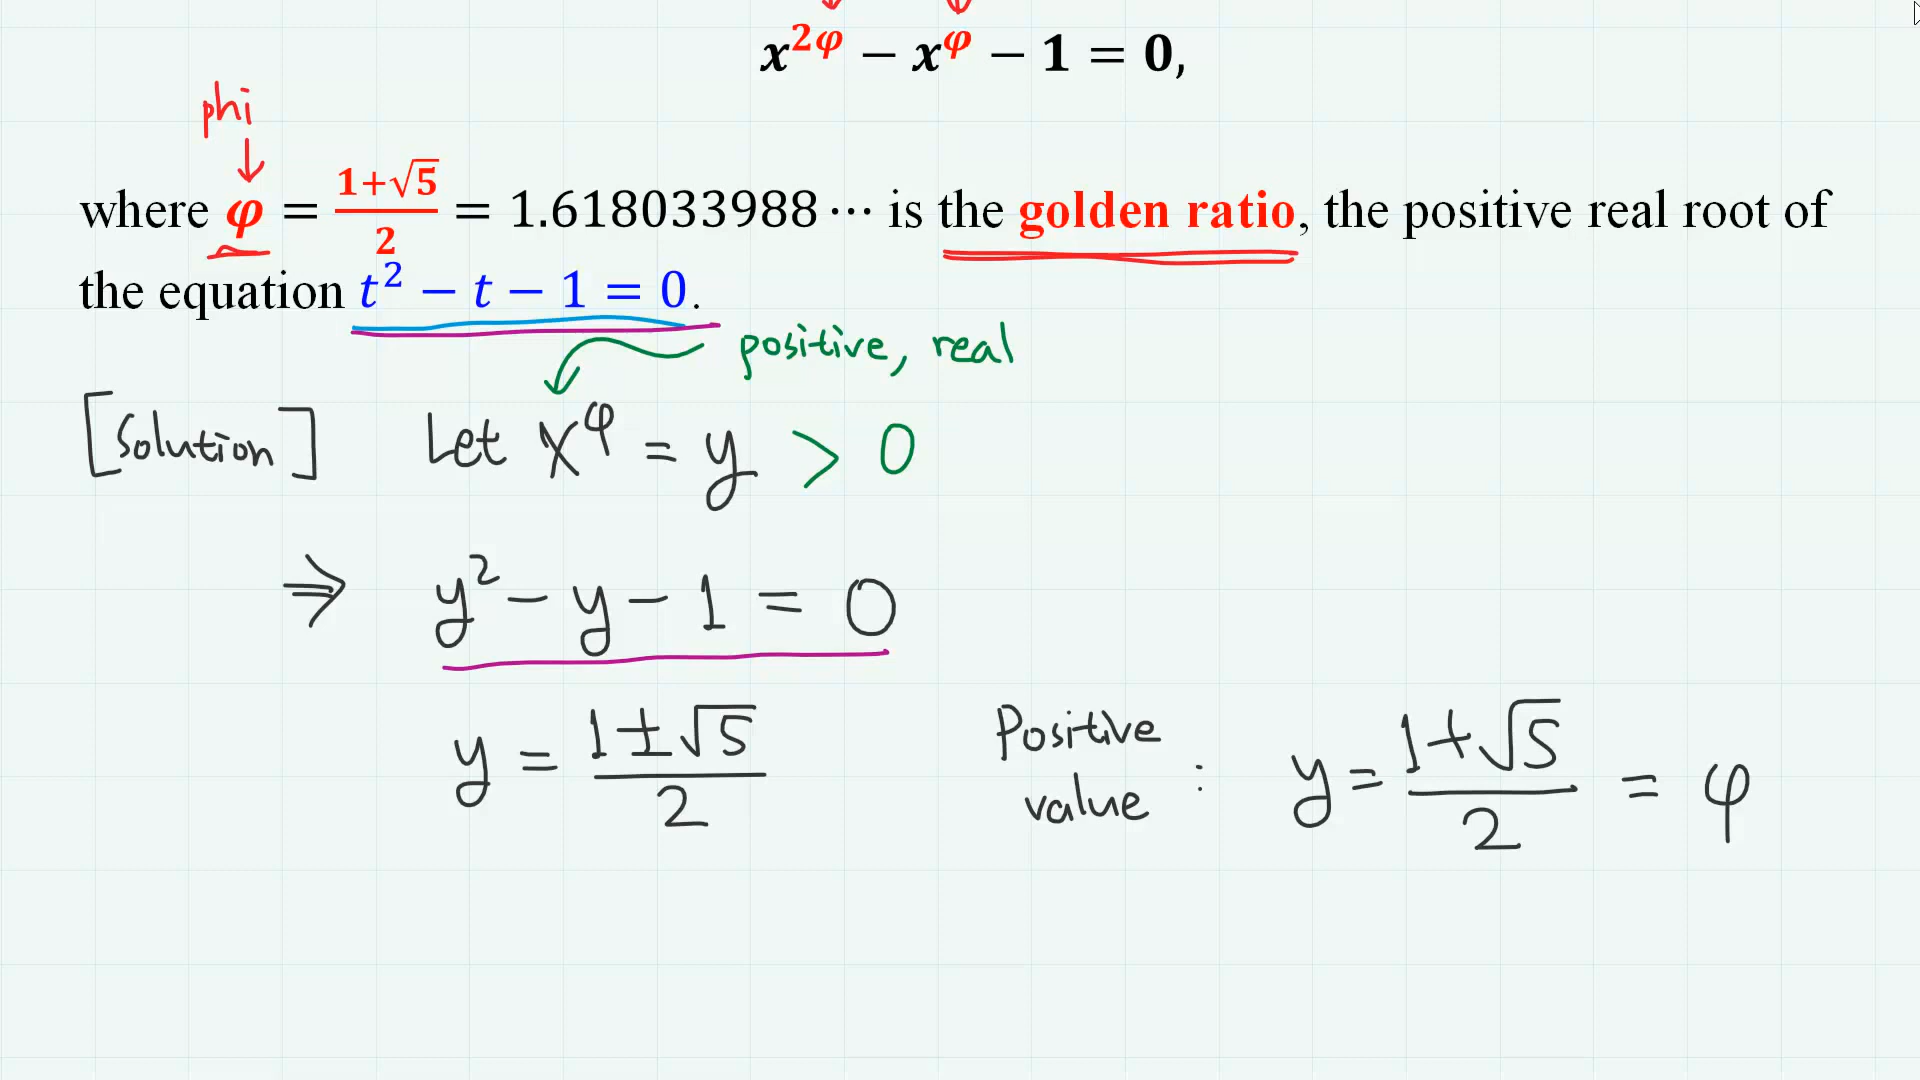 x^{2φ} − x^φ − 1 = 0,
phi
where φ = (1+√5)/2 = 1.618033988⋯ is the golden ratio, the positive real root of
the equation t² − t − 1 = 0.
positive, real
[Solution] Let x^φ = y > 0
⇒ y² − y − 1 = 0
y = (1±√5)/2 Positive value : y = (1+√5)/2 = φ